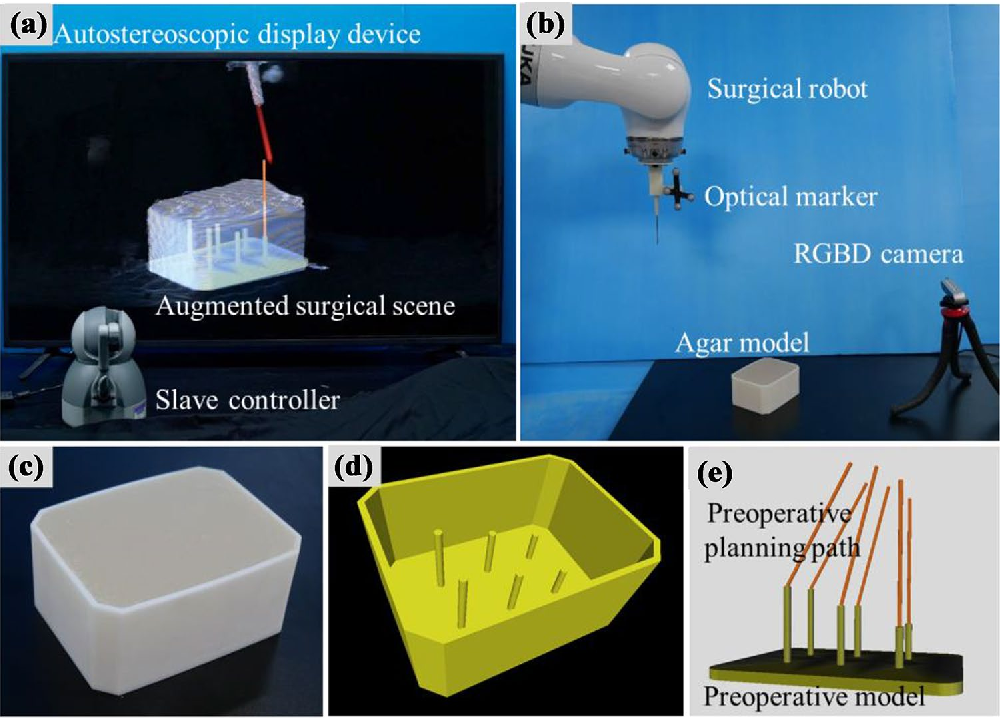 (a)
Autostereoscopic display device
Augmented surgical scene
Slave controller
(b)
KUKA
Surgical robot
Optical marker
RGBD camera
Agar model
(c)
(d)
(e)
Preoperative
planning path
Preoperative model